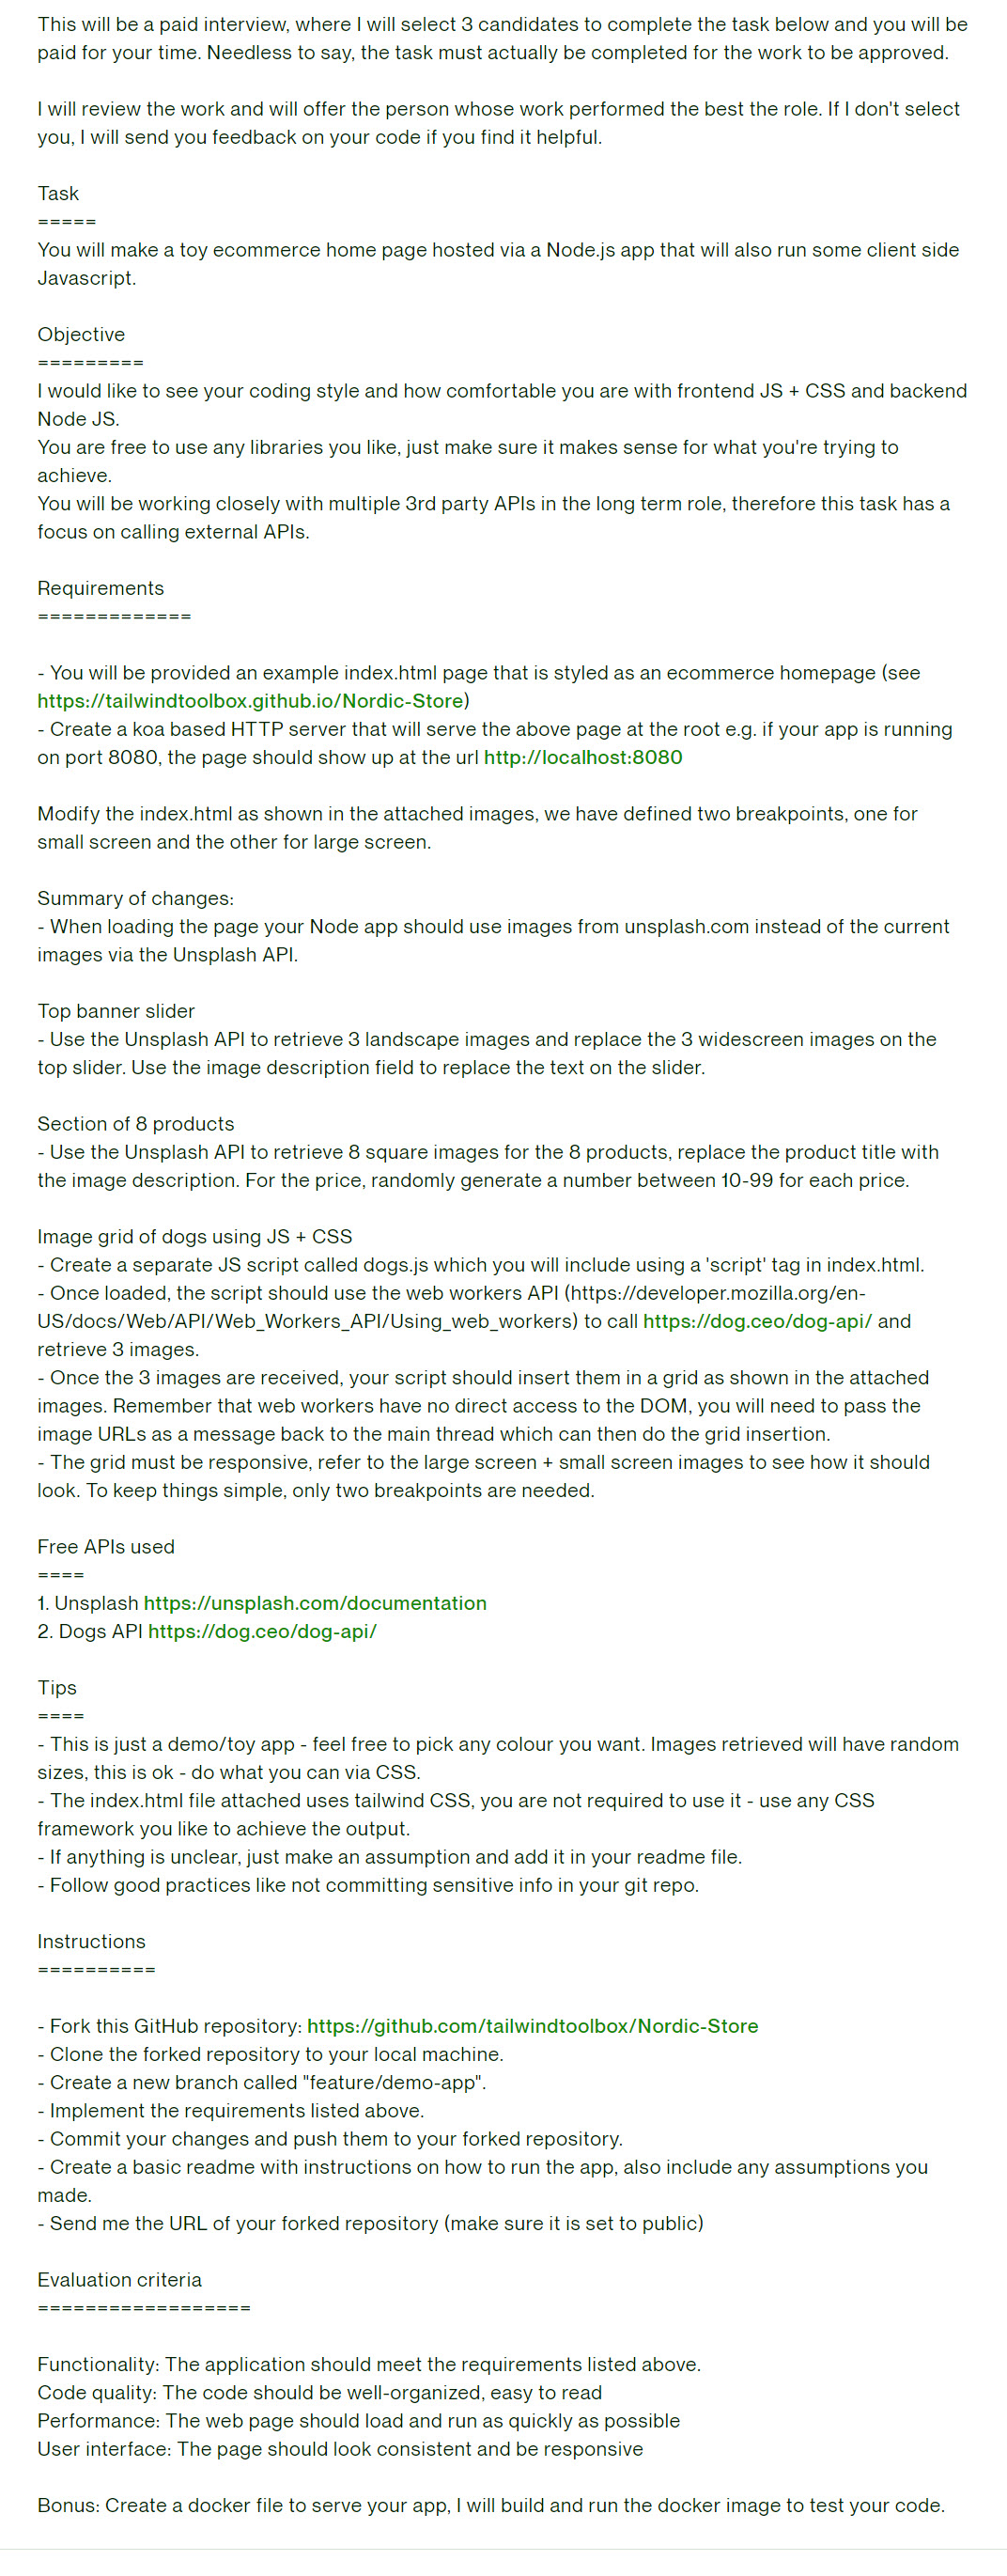 This will be a paid interview, where I will select 3 candidates to complete the task below and you will be
paid for your time. Needless to say, the task must actually be completed for the work to be approved.
I will review the work and will offer the person whose work performed the best the role. If I don't select
you, I will send you feedback on your code if you find it helpful.
Task
=====
You will make a toy ecommerce home page hosted via a Node.js app that will also run some client side
Javascript.
Objective
=========
I would like to see your coding style and how comfortable you are with frontend JS + CSS and backend
Node JS.
You are free to use any libraries you like, just make sure it makes sense for what you're trying to
achieve.
You will be working closely with multiple 3rd party APIs in the long term role, therefore this task has a
focus on calling external APIs.
Requirements
=============
- You will be provided an example index.html page that is styled as an ecommerce homepage (see
https://tailwindtoolbox.github.io/Nordic-Store)
- Create a koa based HTTP server that will serve the above page at the root e.g. if your app is running
on port 8080, the page should show up at the url http://localhost:8080
Modify the index.html as shown in the attached images, we have defined two breakpoints, one for
small screen and the other for large screen.
Summary of changes:
- When loading the page your Node app should use images from unsplash.com instead of the current
images via the Unsplash API.
Top banner slider
- Use the Unsplash API to retrieve 3 landscape images and replace the 3 widescreen images on the
top slider. Use the image description field to replace the text on the slider.
Section of 8 products
- Use the Unsplash API to retrieve 8 square images for the 8 products, replace the product title with
the image description. For the price, randomly generate a number between 10-99 for each price.
Image grid of dogs using JS + CSS
- Create a separate JS script called dogs.js which you will include using a 'script' tag in index.html.
- Once loaded, the script should use the web workers API (https://developer.mozilla.org/en-
US/docs/Web/API/Web_Workers_API/Using_web_workers) to call https://dog.ceo/dog-api/ and
retrieve 3 images.
- Once the 3 images are received, your script should insert them in a grid as shown in the attached
images. Remember that web workers have no direct access to the DOM, you will need to pass the
image URLs as a message back to the main thread which can then do the grid insertion.
- The grid must be responsive, refer to the large screen + small screen images to see how it should
look. To keep things simple, only two breakpoints are needed.
Free APIs used
====
1. Unsplash https://unsplash.com/documentation
2. Dogs API https://dog.ceo/dog-api/
Tips
====
- This is just a demo/toy app - feel free to pick any colour you want. Images retrieved will have random
sizes, this is ok - do what you can via CSS.
- The index.html file attached uses tailwind CSS, you are not required to use it - use any CSS
framework you like to achieve the output.
- If anything is unclear, just make an assumption and add it in your readme file.
- Follow good practices like not committing sensitive info in your git repo.
Instructions
==========
- Fork this GitHub repository: https://github.com/tailwindtoolbox/Nordic-Store
- Clone the forked repository to your local machine.
- Create a new branch called "feature/demo-app".
- Implement the requirements listed above.
- Commit your changes and push them to your forked repository.
- Create a basic readme with instructions on how to run the app, also include any assumptions you
made.
- Send me the URL of your forked repository (make sure it is set to public)
Evaluation criteria
==================
Functionality: The application should meet the requirements listed above.
Code quality: The code should be well-organized, easy to read
Performance: The web page should load and run as quickly as possible
User interface: The page should look consistent and be responsive
Bonus: Create a docker file to serve your app, I will build and run the docker image to test your code.